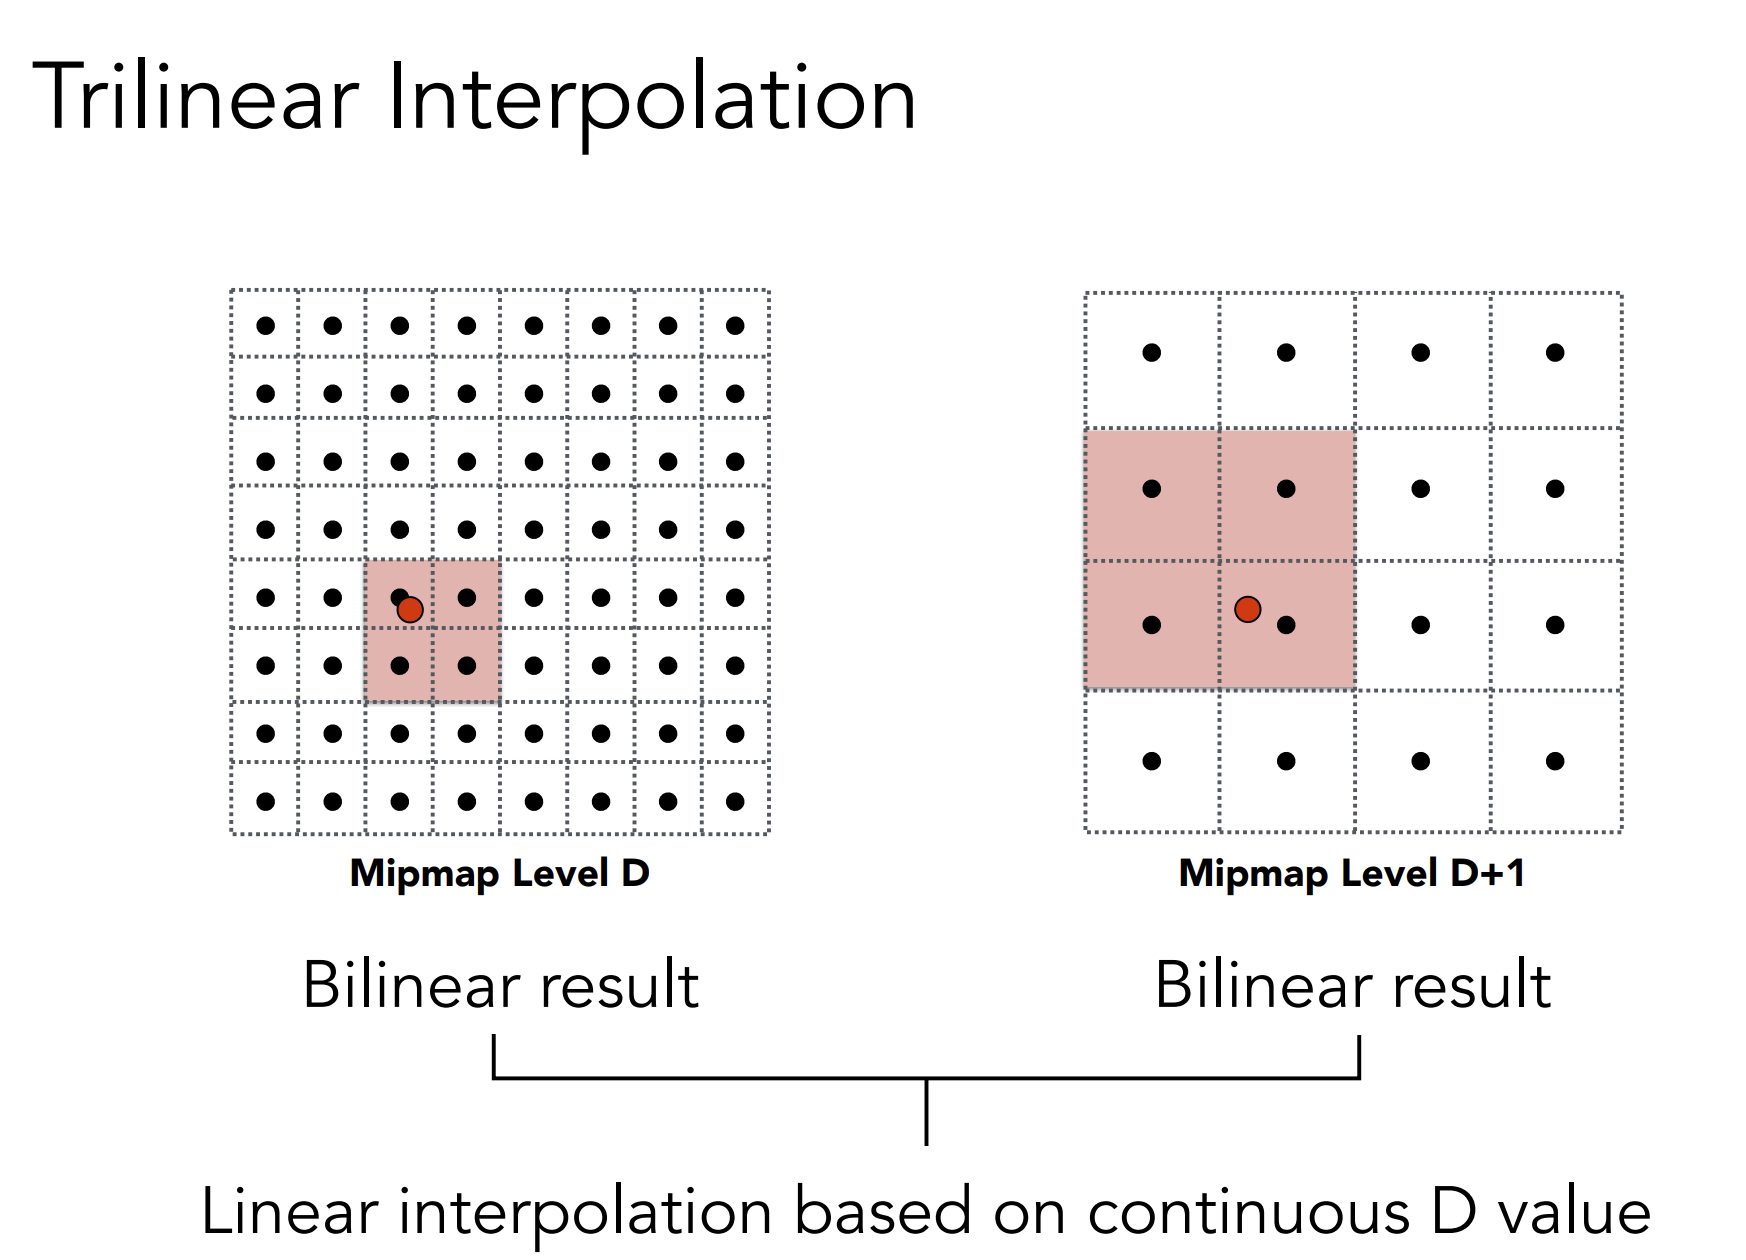 Trilinear Interpolation
Mipmap Level D
Mipmap Level D+1
Bilinear result
Bilinear result
Linear interpolation based on continuous D value